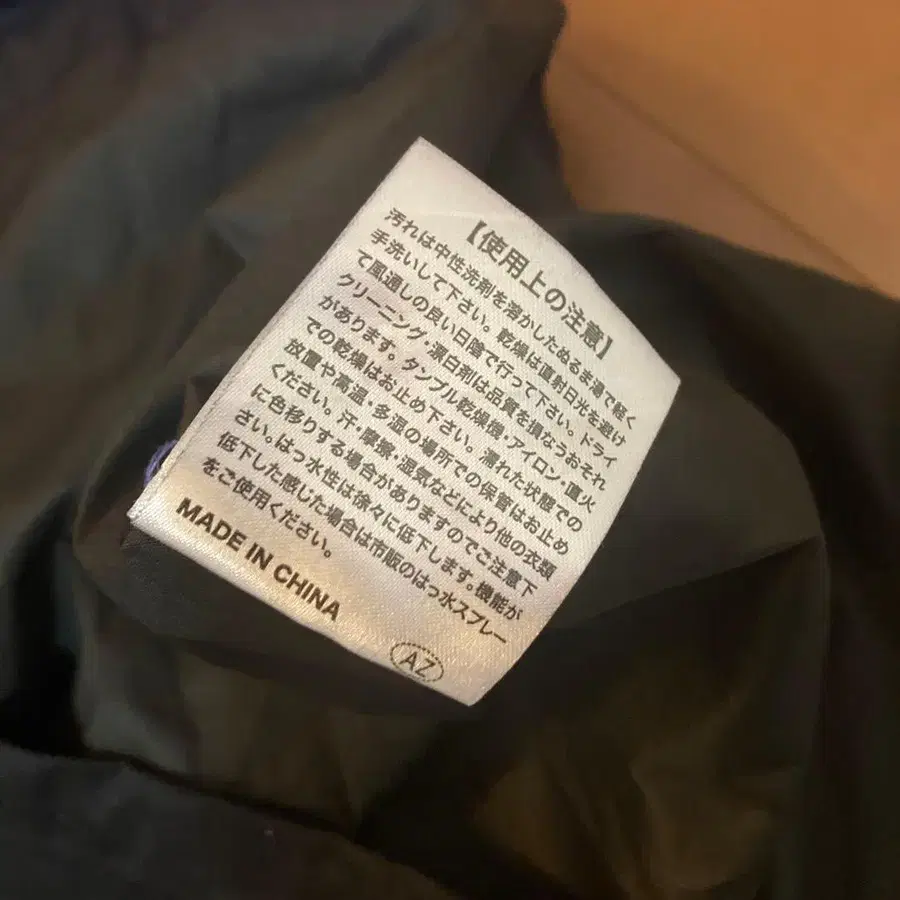 【使用上の注意】
汚れは中性洗剤を溶かしたぬるま湯で軽く
手洗いして下さい。乾燥は直射日光を避け
て風通しの良い日陰で行って下さい。ドライ
クリーニング・漂白剤は品質を損なうおそれ
があります。タンブル乾燥機・アイロン・直火
での乾燥はお止め下さい。濡れた状態での
放置や高温・多湿の場所での保管はお止め
ください。汗・摩擦・湿気などにより他の衣類
に色移りする場合がありますのでご注意下
さい。はっ水性は徐々に低下します。機能が
低下した感じた場合は市販のはっ水スプレー
をご使用ください。
MADE IN CHINA
AZ